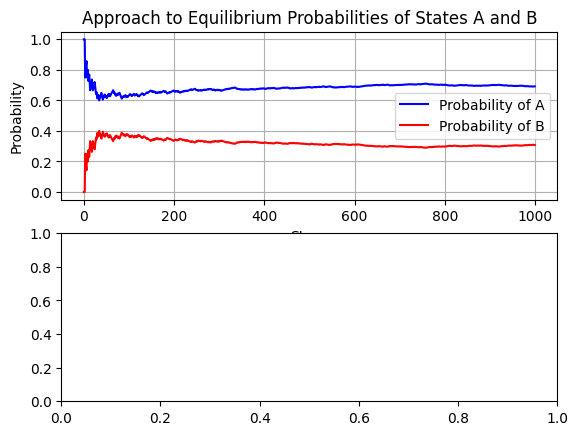 Approach to Equilibrium Probabilities of States A and B
1.0
0.8
0.6
0.4
0.2
0.0
Probability
Probability of A
Probability of B
0 200 400 600 800 1000
1.0
0.8
0.6
0.4
0.2
0.0
0.0 0.2 0.4 0.6 0.8 1.0